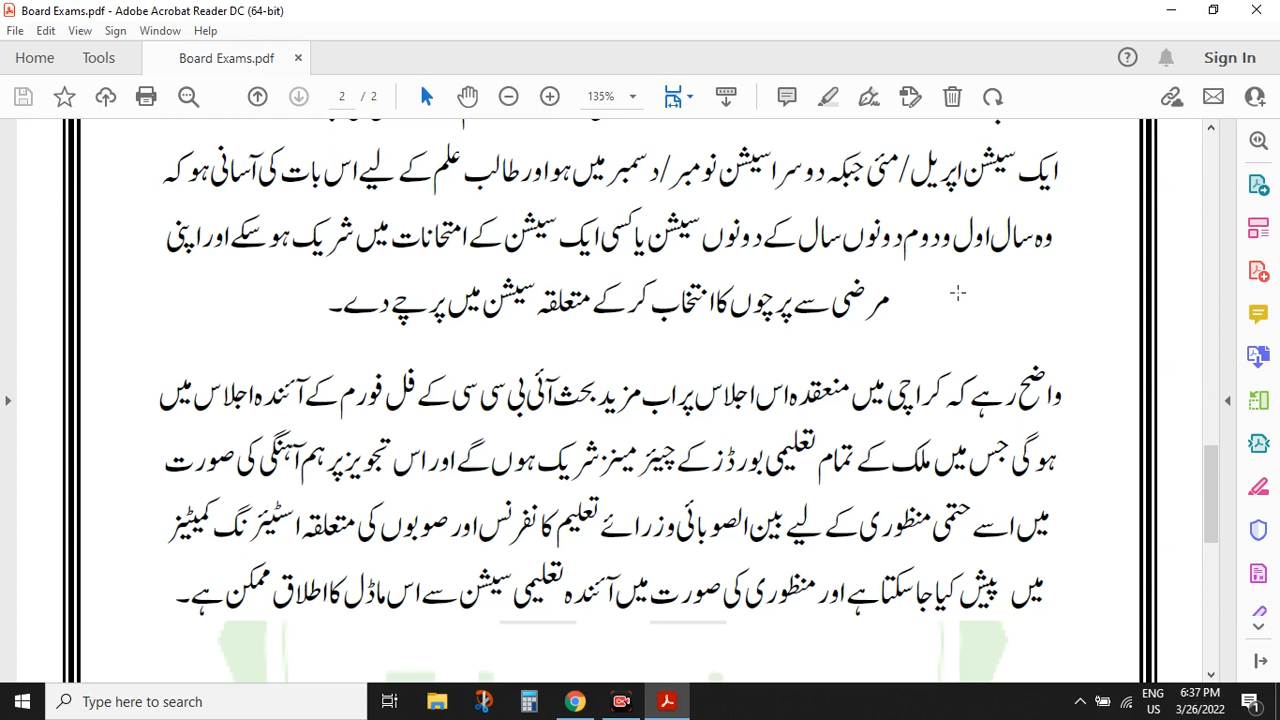 Board Exams.pdf - Adobe Acrobat Reader DC (64-bit)
File Edit View Sign Window Help
Home Tools Board Exams.pdf × Sign In
2 / 2 135%
ایک سیشن اپریل/مئی جبکہ دوسرا سیشن نومبر/دسمبر میں ہو اور طالب علم کے لیے اس بات کی آسانی ہو کہ
وہ سال اول ودوم دونوں سال کے دونوں سیشن یا کسی ایک سیشن کے امتحانات میں شریک ہو سکے اور اپنی
مرضی سے پرچوں کا انتخاب کر کے متعلقہ سیشن میں پرچے دے۔
واضح رہے کہ کراچی میں منعقدہ اس اجلاس پر اب مزید بحث آئی بی سی سی کے فل فورم کے آئندہ اجلاس میں
ہو گی جس میں ملک کے تمام تعلیمی بورڈز کے چیئرمینز شریک ہوں گے اور اس تجویز پر ہم آہنگی کی صورت
میں اسے حتمی منظوری کے لیے بین الصوبائی وزرائے تعلیم کانفرنس اور صوبوں کی متعلقہ اسٹیئرنگ کمیٹیز
میں پیش کیا جا سکتا ہے اور منظوری کی صورت میں آئندہ تعلیمی سیشن سے اس ماڈل کا اطلاق ممکن ہے۔
Type here to search
ENG 6:37 PM
US 3/26/2022